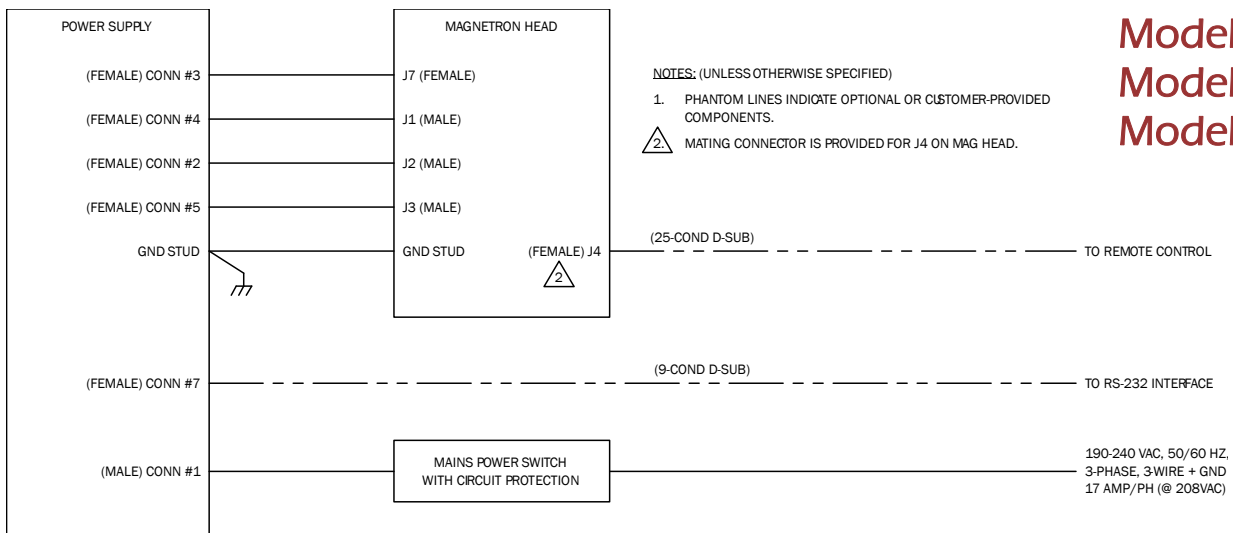 POWER SUPPLY
MAGNETRON HEAD
Model
Model
Model
(FEMALE) CONN #3
J7 (FEMALE)
(FEMALE) CONN #4
J1 (MALE)
(FEMALE) CONN #2
J2 (MALE)
(FEMALE) CONN #5
J3 (MALE)
GND STUD
GND STUD
(FEMALE) J4
2
NOTES: (UNLESS OTHERWISE SPECIFIED)
1. PHANTOM LINES INDICATE OPTIONAL OR CUSTOMER-PROVIDED
COMPONENTS.
2. MATING CONNECTOR IS PROVIDED FOR J4 ON MAG HEAD.
(25-COND D-SUB)
TO REMOTE CONTROL
(FEMALE) CONN #7
(9-COND D-SUB)
TO RS-232 INTERFACE
(MALE) CONN #1
MAINS POWER SWITCH
WITH CIRCUIT PROTECTION
190-240 VAC, 50/60 HZ,
3-PHASE, 3-WIRE + GND
17 AMP/PH (@ 208VAC)